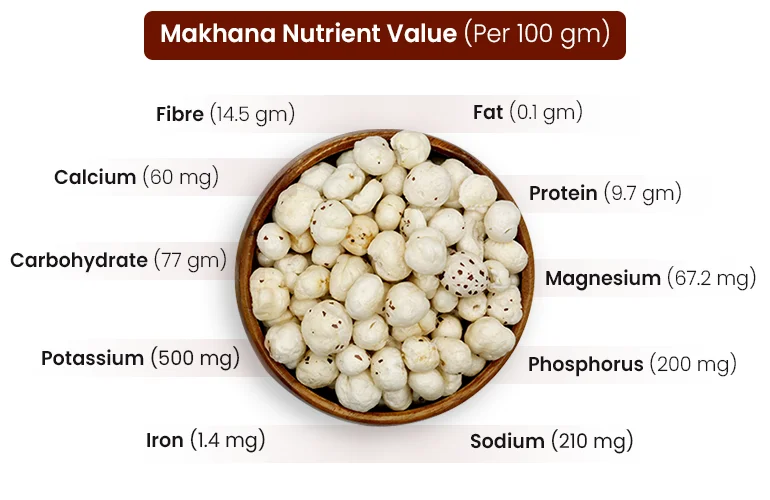 Makhana Nutrient Value (Per 100 gm)
Fibre (14.5 gm)
Fat (0.1 gm)
Calcium (60 mg)
Protein (9.7 gm)
Carbohydrate (77 gm)
Magnesium (67.2 mg)
Potassium (500 mg)
Phosphorus (200 mg)
Iron (1.4 mg)
Sodium (210 mg)